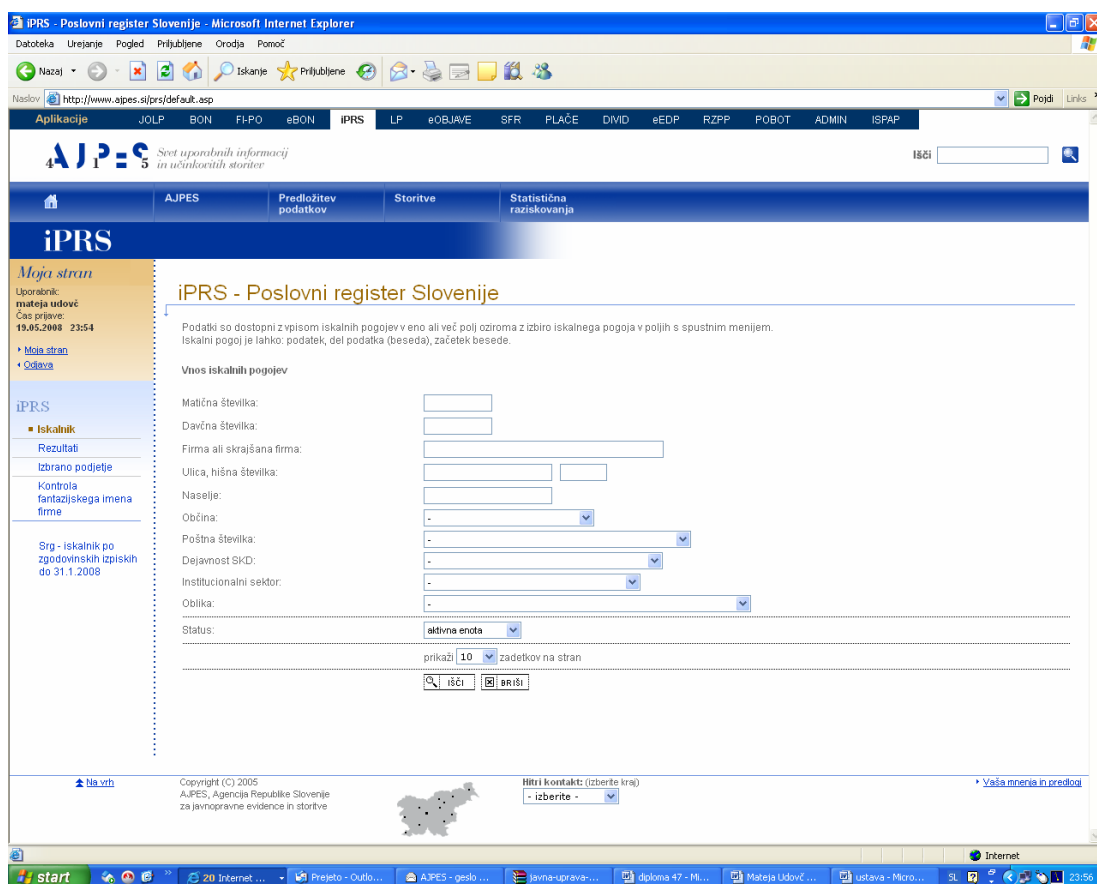 iPRS - Poslovni register Slovenije - Microsoft Internet Explorer
Datoteka Urejanje Pogled Priljubljene Orodja Pomoč
Nazaj Iskanje Priljubljene
Naslov http://www.ajpes.si/prs/default.asp Pojdi Links
Aplikacije JOLP BON FI-PO eBON iPRS LP eOBJAVE SFR PLAČE DIVID eEDP RZPP POBOT ADMIN ISPAP
4AJ1PES5 Svet uporabnih informacij
in učinkovitih storitev
Išči
AJPES Predložitev podatkov Storitve Statistična raziskovanja
iPRS
Moja stran
Uporabnik:
mateja udovč
Čas prijave:
19.05.2008 23:54
Moja stran
Odjava
iPRS
Iskalnik
Rezultati
Izbrano podjetje
Kontrola
fantazijskega imena
firme
Srg - iskalnik po
zgodovinskih izpiskih
do 31.1.2008
iPRS - Poslovni register Slovenije
Podatki so dostopni z vpisom iskalnih pogojev v eno ali več polj oziroma z izbiro iskalnega pogoja v poljih s spustnim menijem.
Iskalni pogoj je lahko: podatek, del podatka (beseda), začetek besede.
Vnos iskalnih pogojev
Matična številka:
Davčna številka:
Firma ali skrajšana firma:
Ulica, hišna številka:
Naselje:
Občina: -
Poštna številka: -
Dejavnost SKD: -
Institucionalni sektor: -
Oblika: -
Status: aktivna enota
prikaži 10 zadetkov na stran
IŠČI BRIŠI
Na vrh
Copyright (C) 2005
AJPES, Agencija Republike Slovenije
za javnopravne evidence in storitve
Hitri kontakt: (izberite kraj)
- izberite -
Vaša mnenja in predlogi
Internet
start 20 Internet ... Prejeto - Outlo... AJPES - geslo ... javna-uprava-... diploma 47 - Mi... Mateja Udovč ... ustava - Micro... SL 23:56